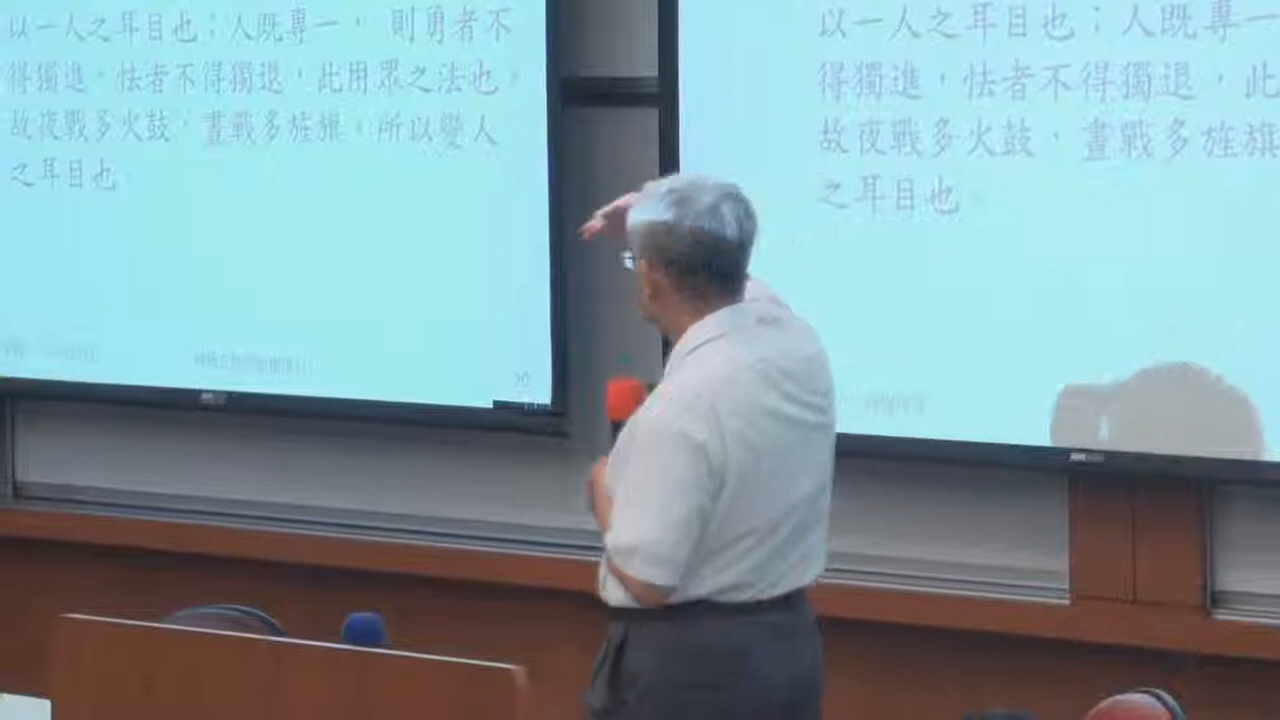 以一人之耳目也；人既專一，則勇者不
得獨進，怯者不得獨退，此用眾之法也。
故夜戰多火鼓，晝戰多旌旗，所以變人
之耳目也
20
以一人之耳目也；人既專一
得獨進，怯者不得獨退，此
故夜戰多火鼓，晝戰多旌旗
之耳目也